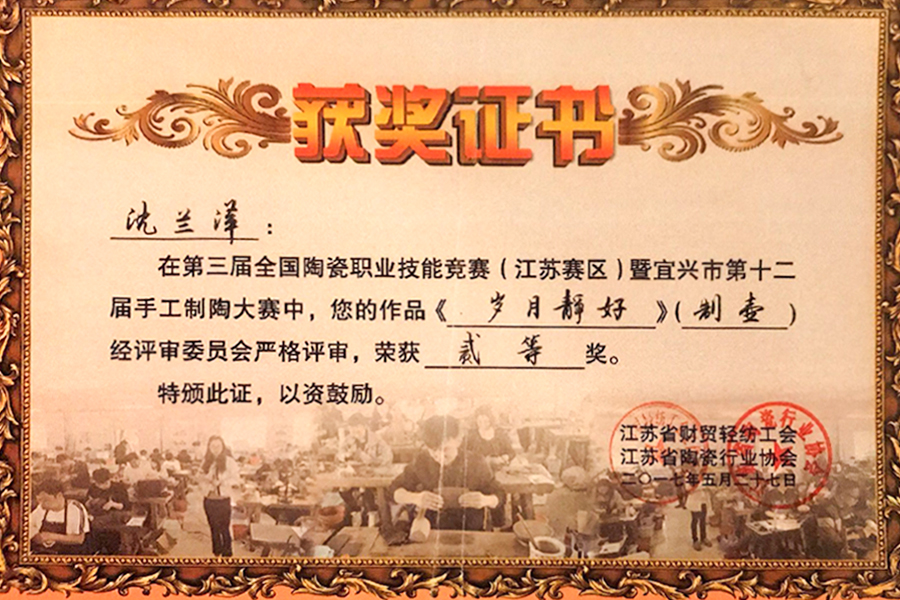 获奖证书
沈兰泽：
在第三届全国陶瓷职业技能竞赛（江苏赛区）暨宜兴市第十二
届手工制陶大赛中，您的作品《岁月静好》(制壶)
经评审委员会严格评审，荣获贰等奖。
特颁此证，以资鼓励。
江苏省财贸轻纺工会
江苏省陶瓷行业协会
二〇一七年五月二十七日